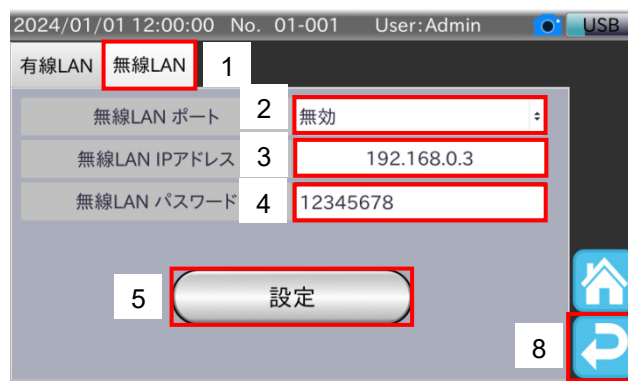 2024/01/01 12:00:00 No. 01-001 User:Admin USB
有線LAN 無線LAN 1
無線LAN ポート 2 無効
無線LAN IPアドレス 3 192.168.0.3
無線LAN パスワード 4 12345678
5 設定
8